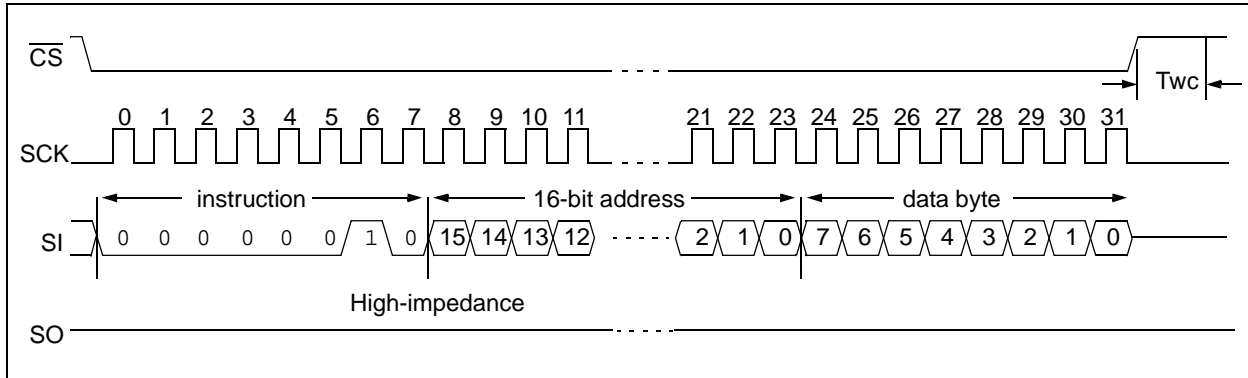 CS
Twc
0 1 2 3 4 5 6 7 8 9 10 11 21 22 23 24 25 26 27 28 29 30 31
SCK
instruction 16-bit address data byte
SI 0 0 0 0 0 0 1 0 15 14 13 12 2 1 0 7 6 5 4 3 2 1 0
High-impedance
SO